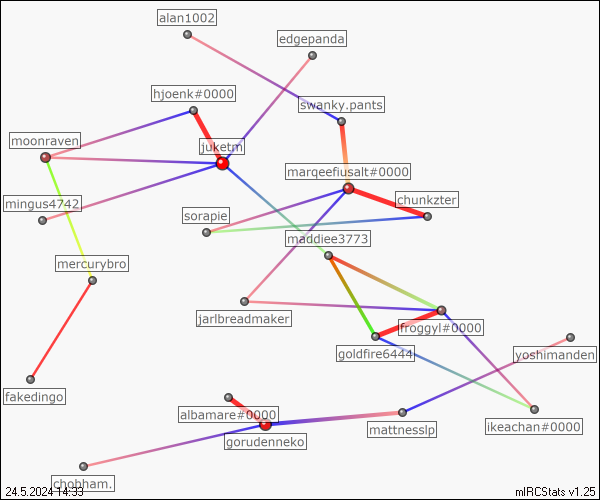 alan1002
edgepanda
hjoenk#0000
swanky.pants
moonraven
juketm
marqeefiusalt#0000
mingus4742
sorapie
chunkzter
maddiee3773
mercurybro
jarlbreadmaker
froggyl#0000
goldfire6444
yoshimanden
fakedingo
albamare#0000
mattnesslp
ikeachan#0000
gorudenneko
chobham.
24.5.2024 14:33
mIRCStats v1.25